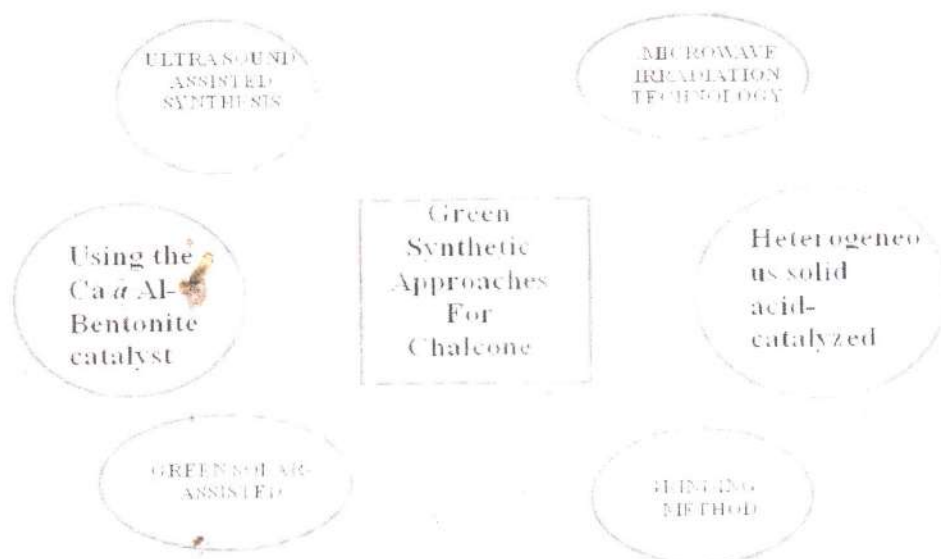 ULTRASOUND
ASSISTED
SYNTHESIS
MICROWAVE
IRRADIATION
TECHNOLOGY
Using the
Ca @ Al-
Bentonite
catalyst
Green
Synthetic
Approaches
For
Chalcone
Heterogeneo
us solid
acid-
catalyzed
GREEN SOLAR-
ASSISTED
METHOD